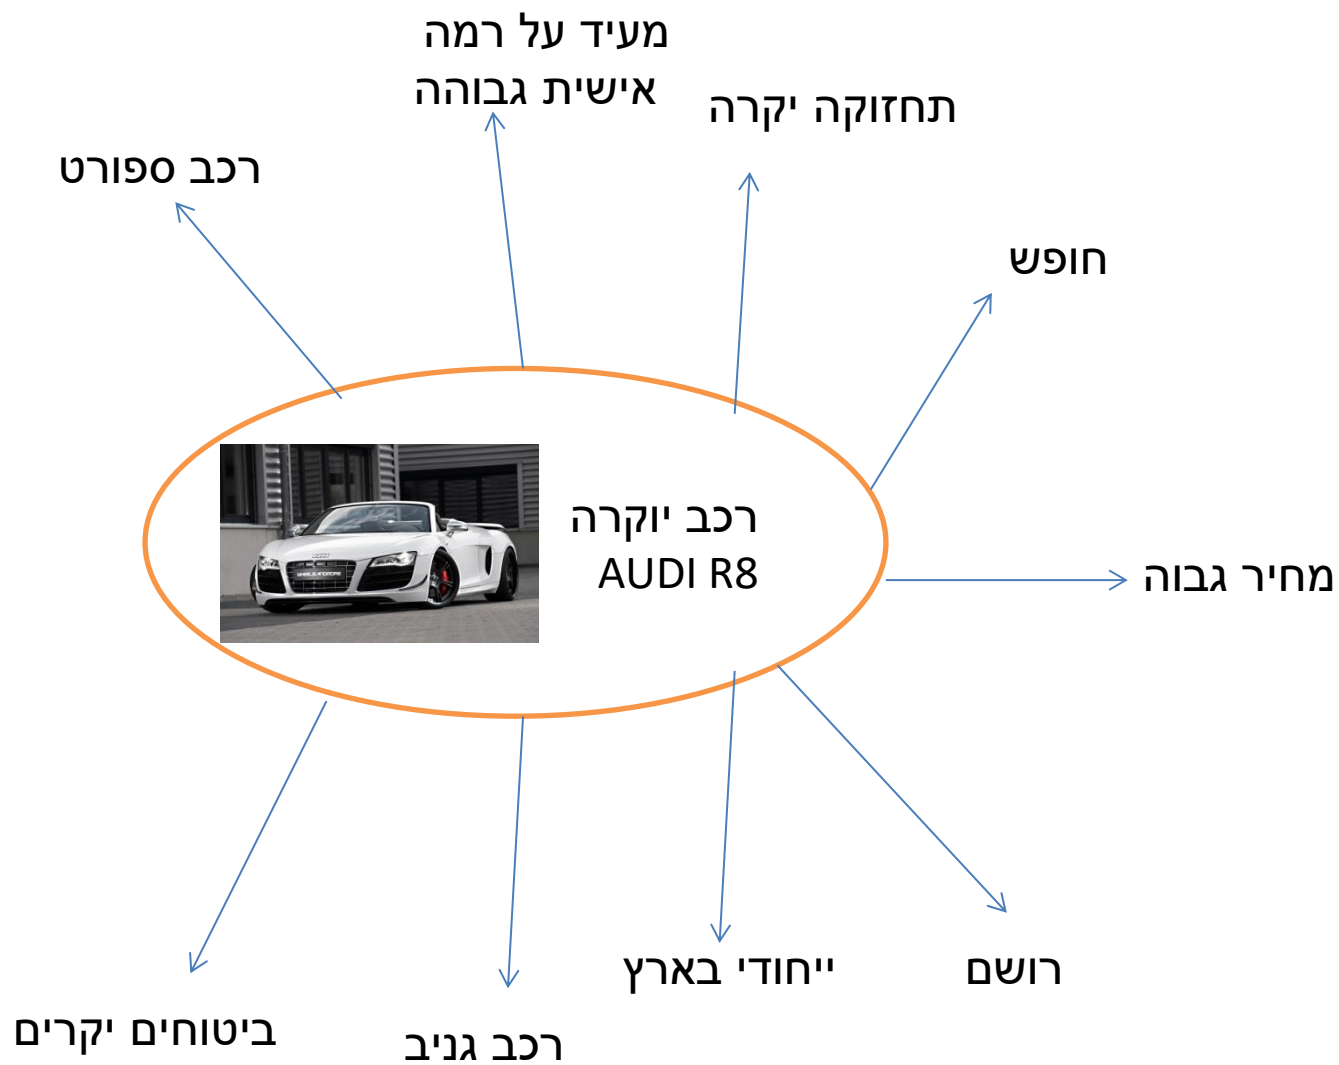 מעיד על רמה
אישית גבוהה
תחזוקה יקרה
רכב ספורט
חופש
רכב יוקרה
AUDI R8
מחיר גבוה
ייחודי בארץ
רושם
ביטוחים יקרים
רכב גניב